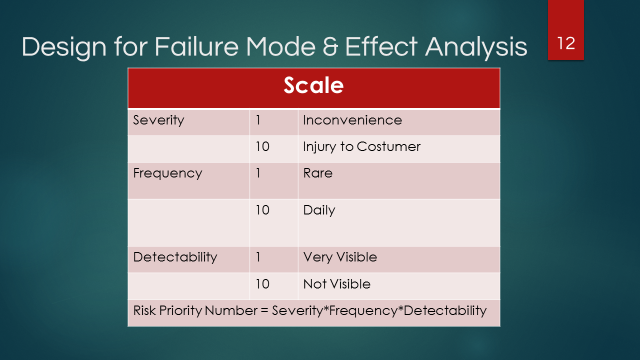 Design for Failure Mode & Effect Analysis
12
Scale
Severity 1 Inconvenience
10 Injury to Costumer
Frequency 1 Rare
10 Daily
Detectability 1 Very Visible
10 Not Visible
Risk Priority Number = Severity*Frequency*Detectability